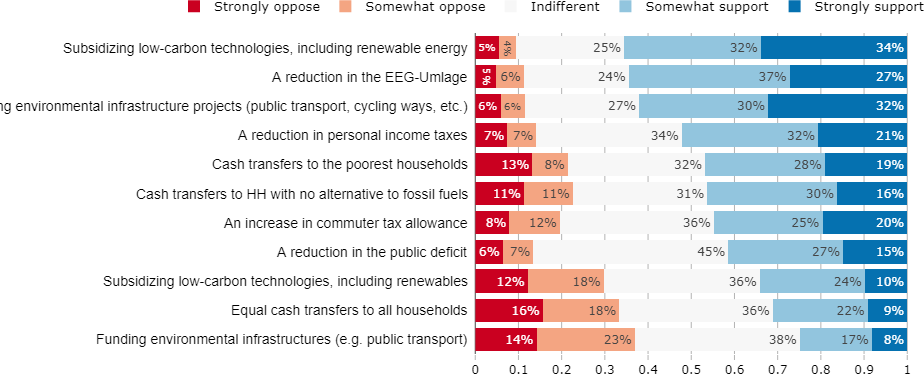 Strongly oppose Somewhat oppose Indifferent Somewhat support Strongly support
Subsidizing low-carbon technologies, including renewable energy 5% 4% 25% 32% 34%
A reduction in the EEG-Umlage 5% 6% 24% 37% 27%
environmental infrastructure projects (public transport, cycling ways, etc.) 6% 6% 27% 30% 32%
A reduction in personal income taxes 7% 7% 34% 32% 21%
Cash transfers to the poorest households 13% 8% 32% 28% 19%
Cash transfers to HH with no alternative to fossil fuels 11% 11% 31% 30% 16%
An increase in commuter tax allowance 8% 12% 36% 25% 20%
A reduction in the public deficit 6% 7% 45% 27% 15%
Subsidizing low-carbon technologies, including renewables 12% 18% 36% 24% 10%
Equal cash transfers to all households 16% 18% 36% 22% 9%
Funding environmental infrastructures (e.g. public transport) 14% 23% 38% 17% 8%
0 0.1 0.2 0.3 0.4 0.5 0.6 0.7 0.8 0.9 1